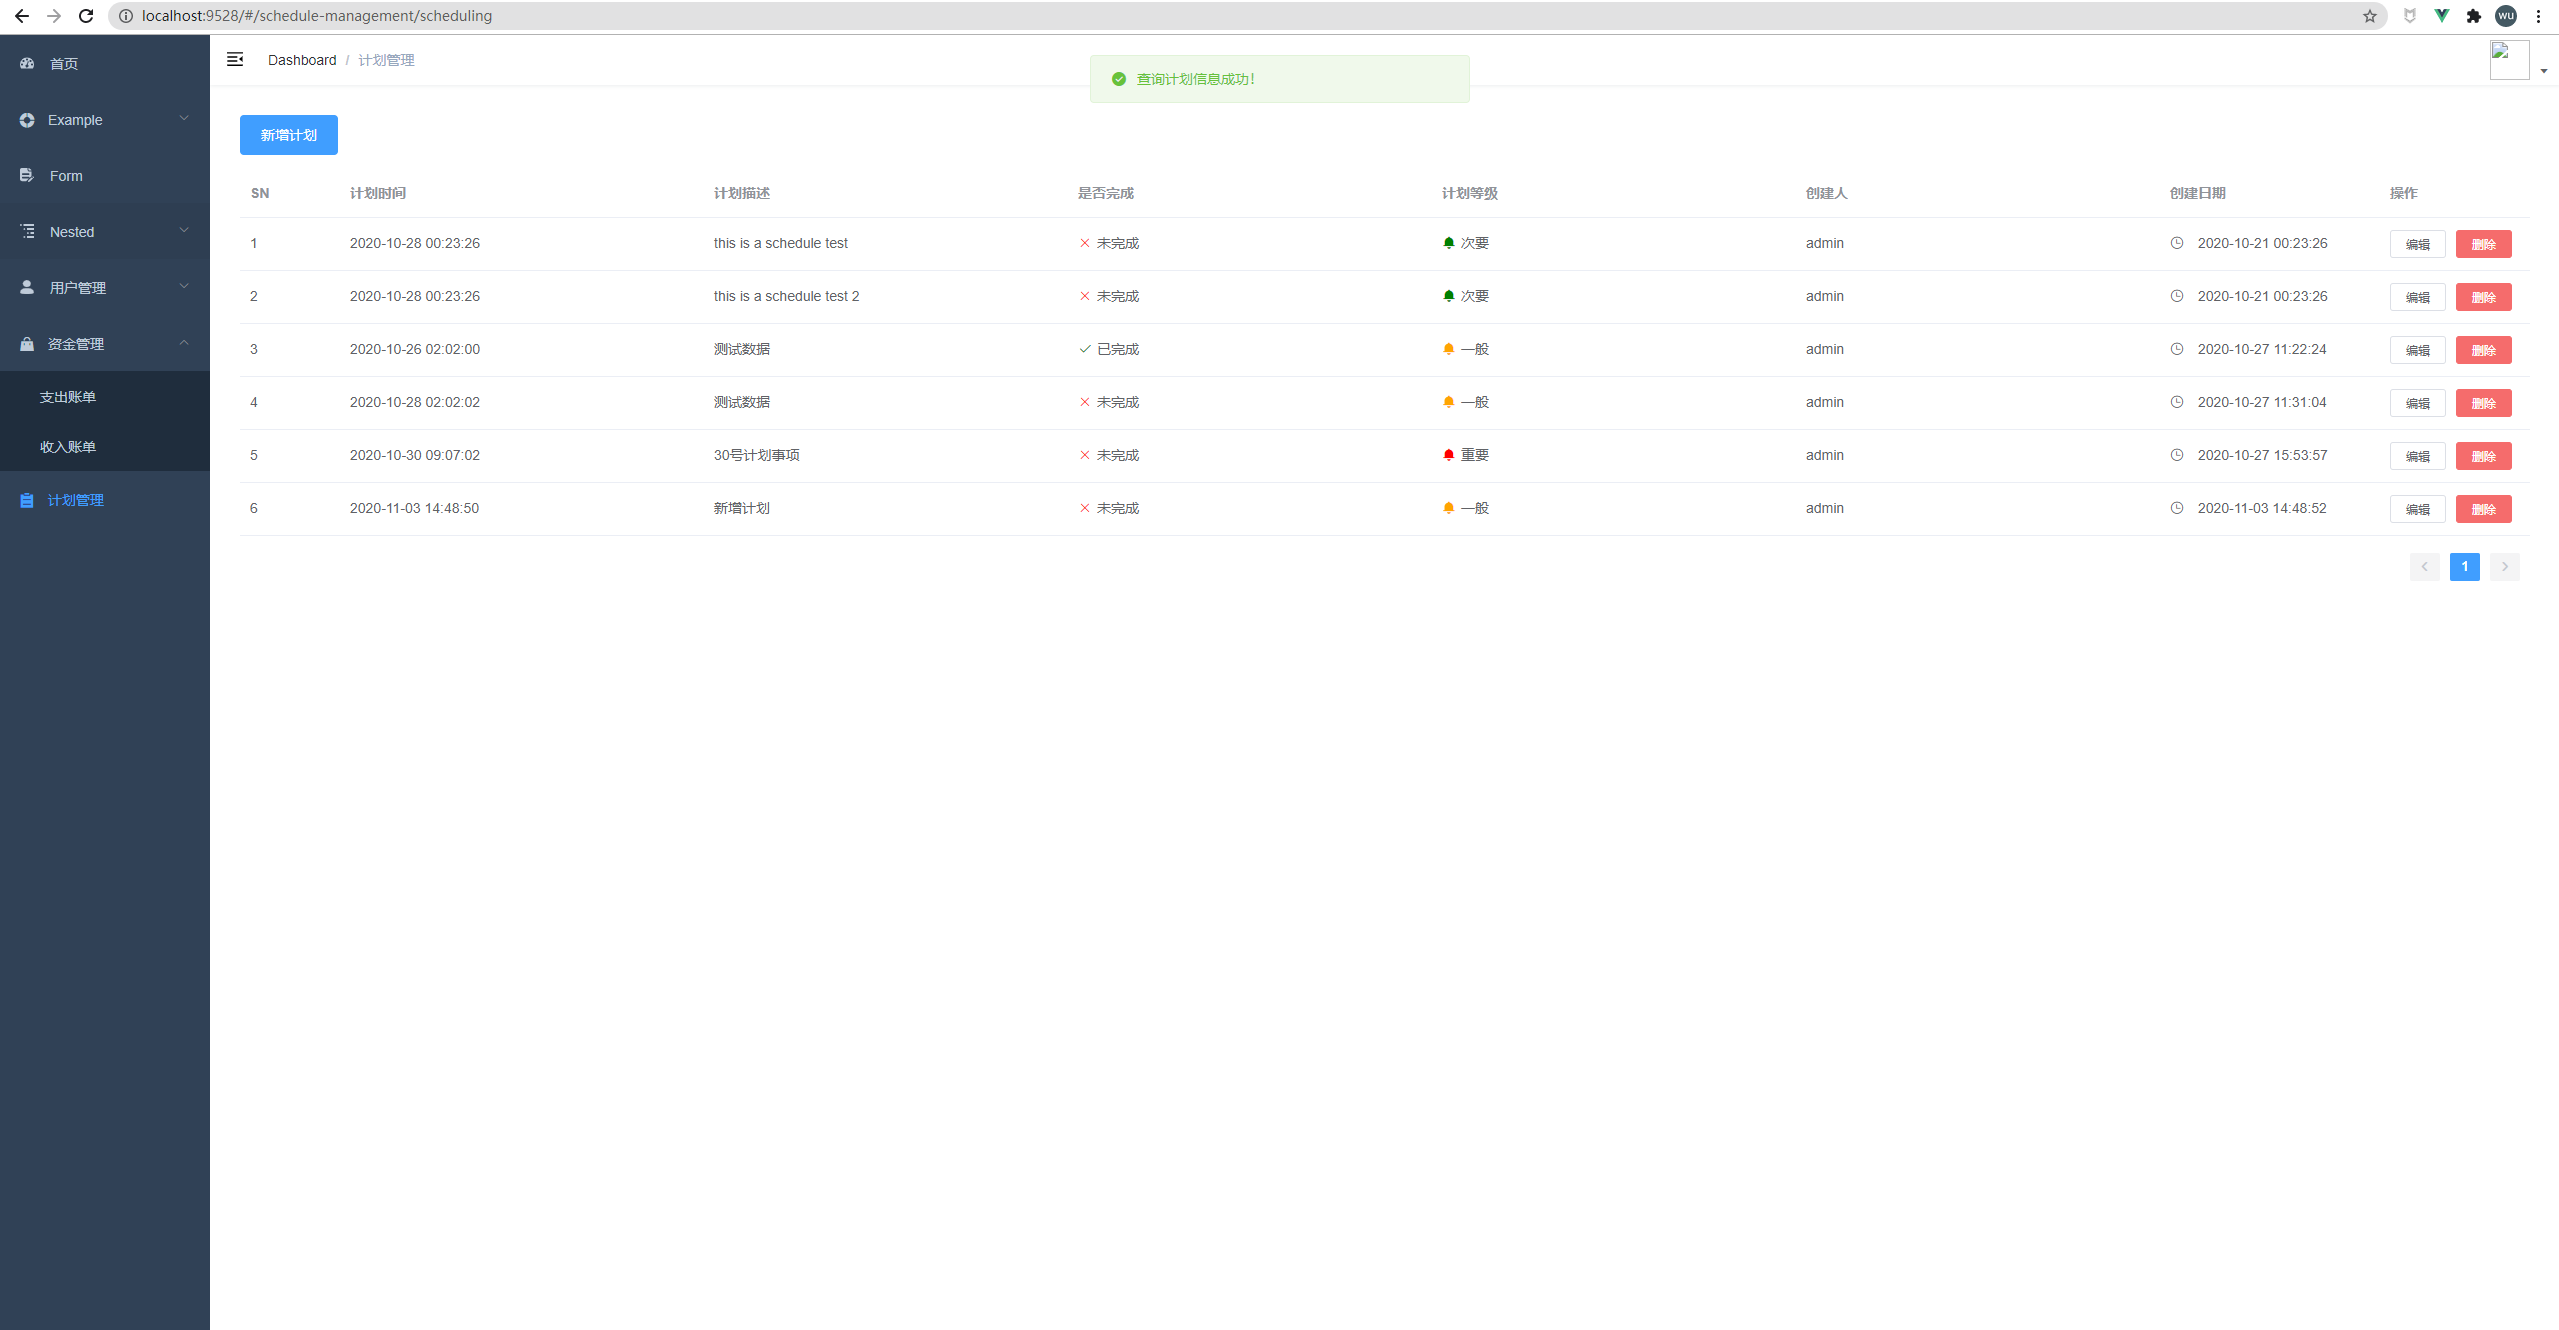 localhost:9528/#/schedule-management/scheduling
wu
首页
Example
Form
Nested
用户管理
资金管理
支出账单
收入账单
计划管理
Dashboard / 计划管理
查询计划信息成功!
新增计划
SN 计划时间 计划描述 是否完成 计划等级 创建人 创建日期 操作
1 2020-10-28 00:23:26 this is a schedule test 未完成 次要 admin 2020-10-21 00:23:26 编辑 删除
2 2020-10-28 00:23:26 this is a schedule test 2 未完成 次要 admin 2020-10-21 00:23:26 编辑 删除
3 2020-10-26 02:02:00 测试数据 已完成 一般 admin 2020-10-27 11:22:24 编辑 删除
4 2020-10-28 02:02:02 测试数据 未完成 一般 admin 2020-10-27 11:31:04 编辑 删除
5 2020-10-30 09:07:02 30号计划事项 未完成 重要 admin 2020-10-27 15:53:57 编辑 删除
6 2020-11-03 14:48:50 新增计划 未完成 一般 admin 2020-11-03 14:48:52 编辑 删除
1